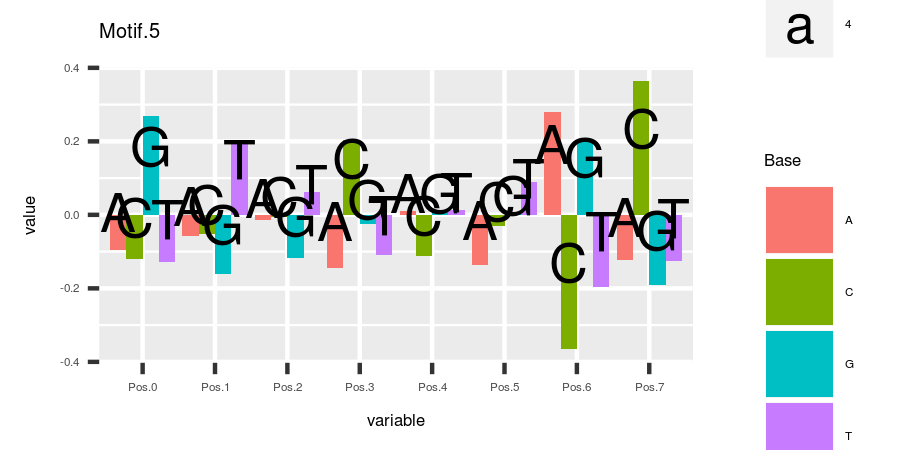 Motif.5
a 4
0.4
0.2
0.0
-0.2
-0.4
value
A C G T A C G T A C G T A C G T A C G T A C G T A C G T A C G T
Pos.0 Pos.1 Pos.2 Pos.3 Pos.4 Pos.5 Pos.6 Pos.7
variable
Base
A
C
G
T